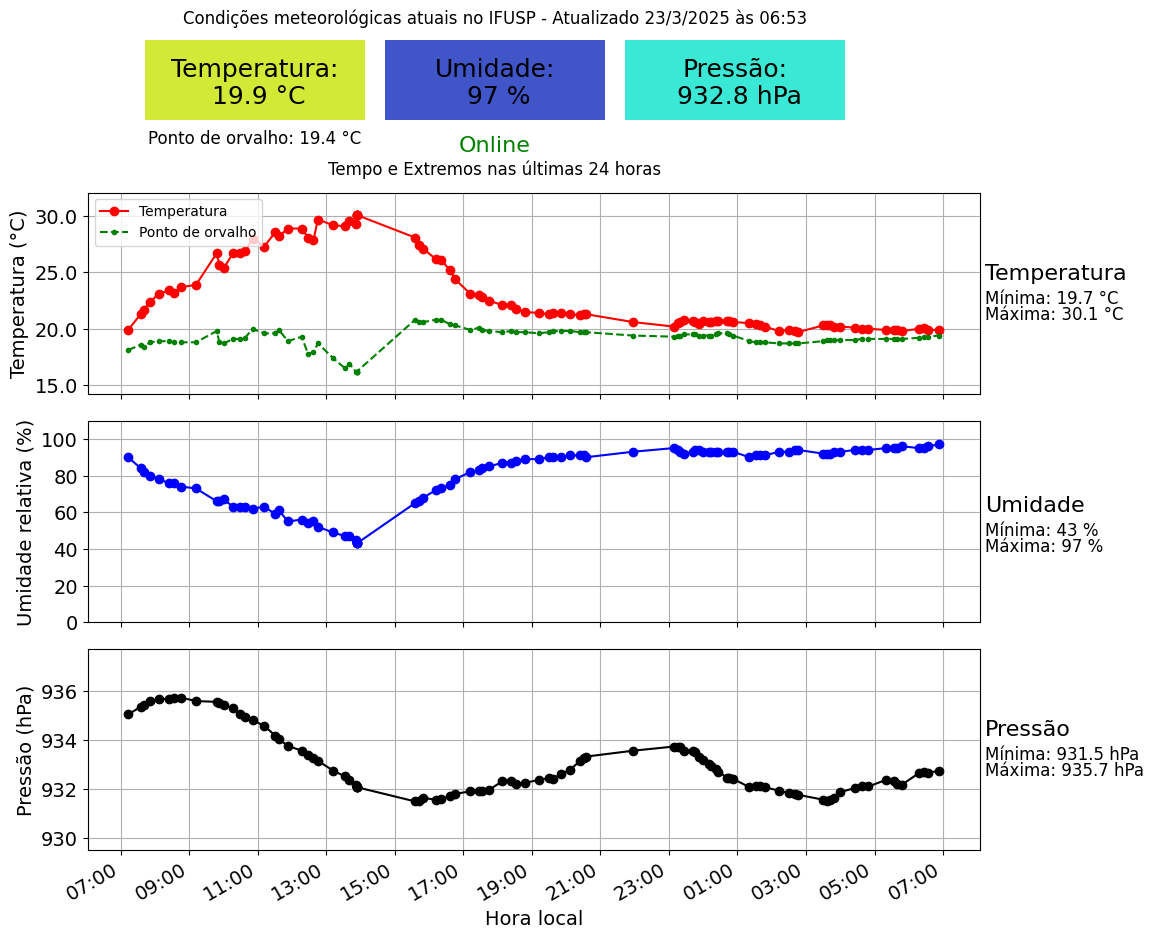 Condições meteorológicas atuais no IFUSP - Atualizado 23/3/2025 às 06:53
Temperatura:
19.9 °C
Umidade:
97 %
Pressão:
932.8 hPa
Ponto de orvalho: 19.4 °C
Online
Tempo e Extremos nas últimas 24 horas
Temperatura (°C)
30.0
25.0
20.0
15.0
Temperatura
Ponto de orvalho
Temperatura
Mínima: 19.7 °C
Máxima: 30.1 °C
Umidade relativa (%)
100
80
60
40
20
0
Umidade
Mínima: 43 %
Máxima: 97 %
Pressão (hPa)
936
934
932
930
Pressão
Mínima: 931.5 hPa
Máxima: 935.7 hPa
07:00
09:00
11:00
13:00
15:00
17:00
19:00
21:00
23:00
01:00
03:00
05:00
07:00
Hora local